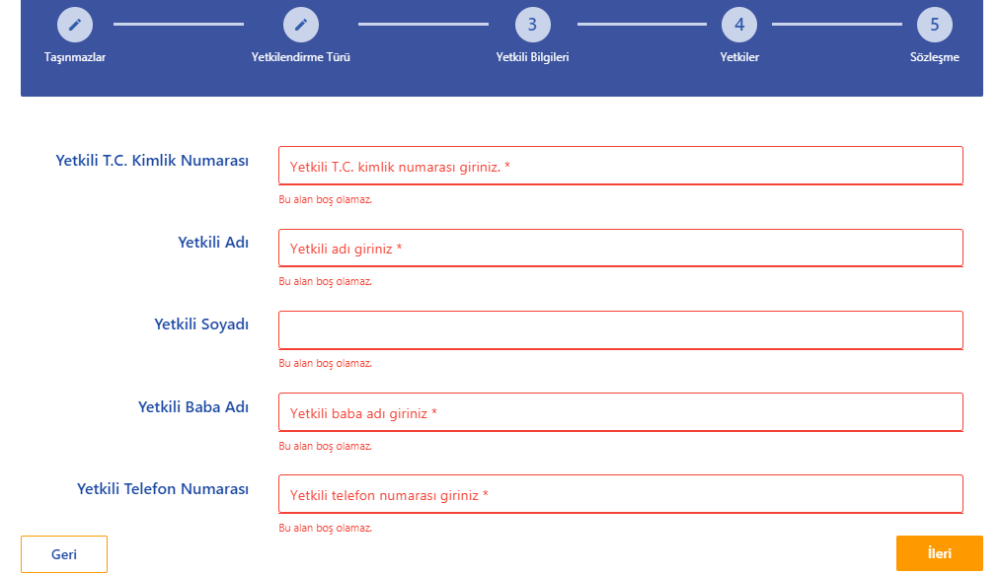 3
4
5
Taşınmazlar
Yetkilendirme Türü
Yetkili Bilgileri
Yetkiler
Sözleşme
Yetkili T.C. Kimlik Numarası
Yetkili T.C. kimlik numarası giriniz. *
Bu alan boş olamaz.
Yetkili Adı
Yetkili adı giriniz *
Bu alan boş olamaz.
Yetkili Soyadı
Bu alan boş olamaz.
Yetkili Baba Adı
Yetkili baba adı giriniz *
Bu alan boş olamaz.
Yetkili Telefon Numarası
Yetkili telefon numarası giriniz *
Bu alan boş olamaz.
Geri
İleri